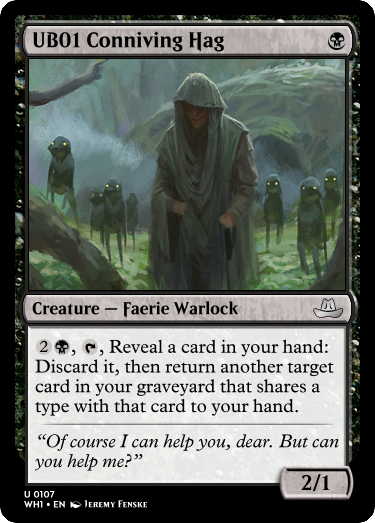 UB01 Conniving Hag
Creature — Faerie Warlock
2, , Reveal a card in your hand:
Discard it, then return another target
card in your graveyard that shares a
type with that card to your hand.
“Of course I can help you, dear. But can
you help me?”
2/1
U 0107
WH1 • EN Jeremy Fenske